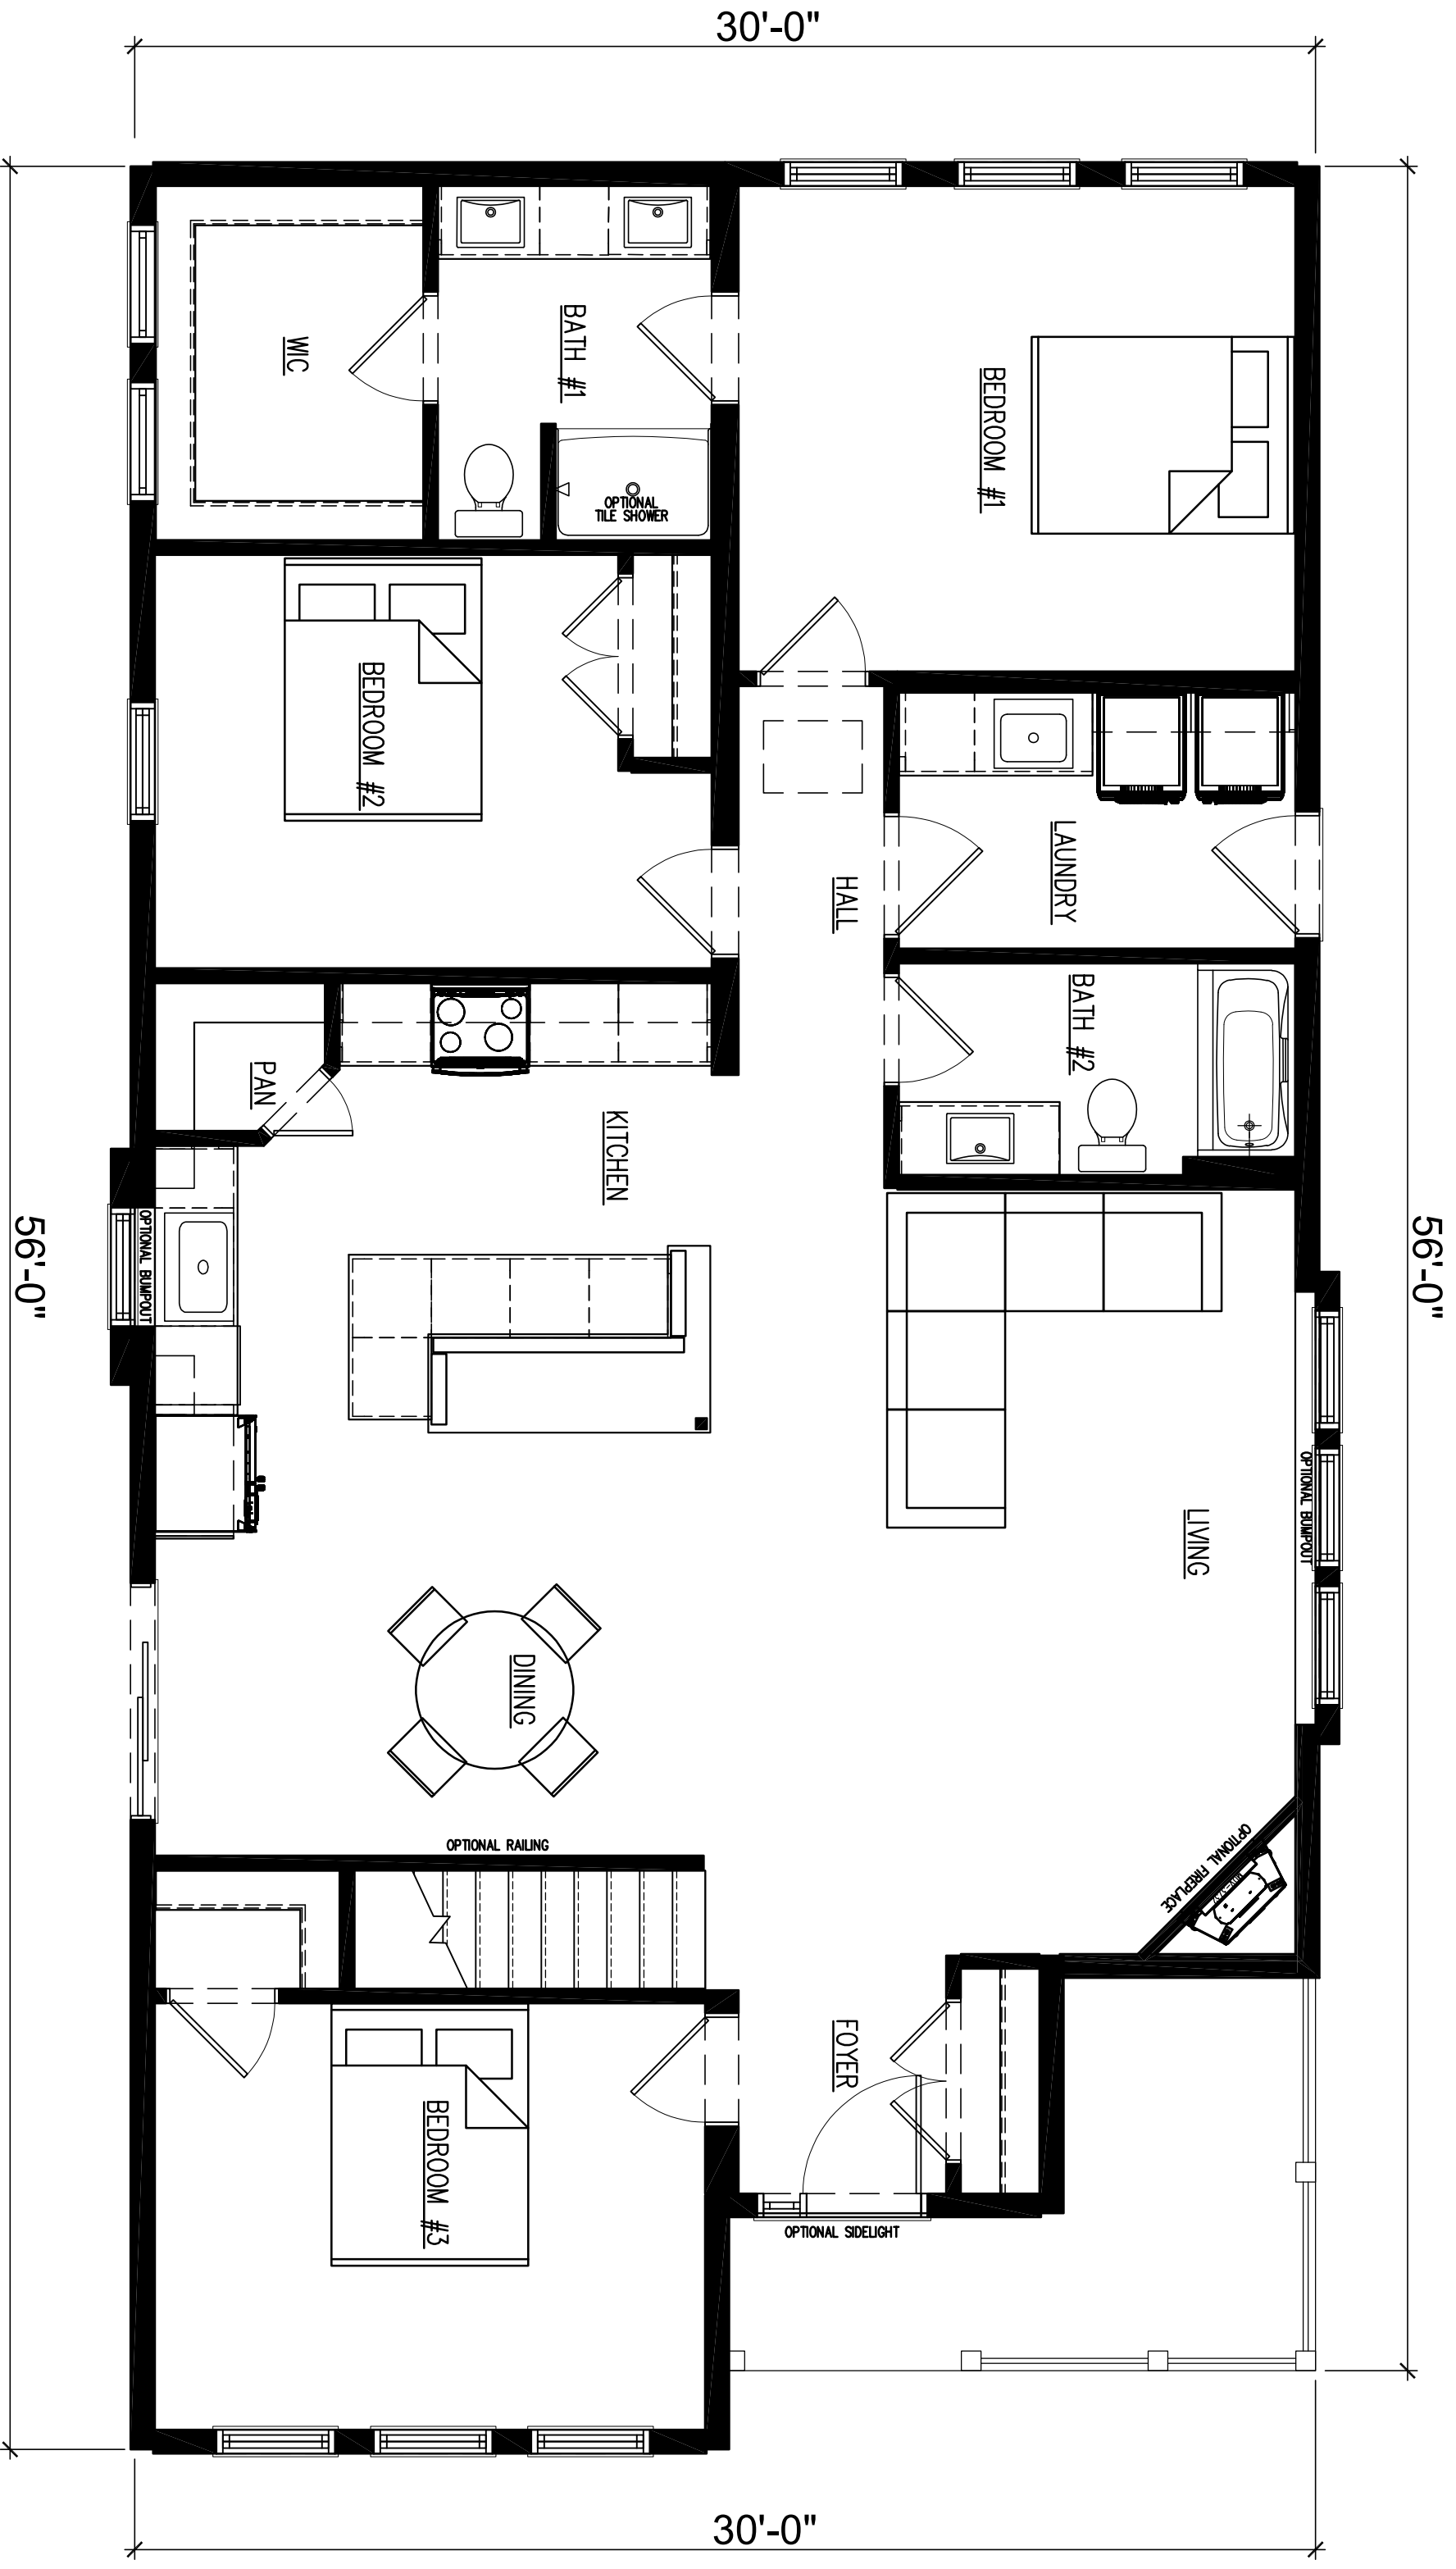 30'-0"
BEDROOM #1
BATH #1
WIC
OPTIONAL
TILE SHOWER
BEDROOM #2
LAUNDRY
HALL
BATH #2
PAN
KITCHEN
56'-0"
56'-0"
OPTIONAL BUMPOUT
OPTIONAL BUMPOUT
LIVING
DINING
OPTIONAL RAILING
OPTIONAL FIREPLACE
FOYER
BEDROOM #3
OPTIONAL SIDELIGHT
30'-0"